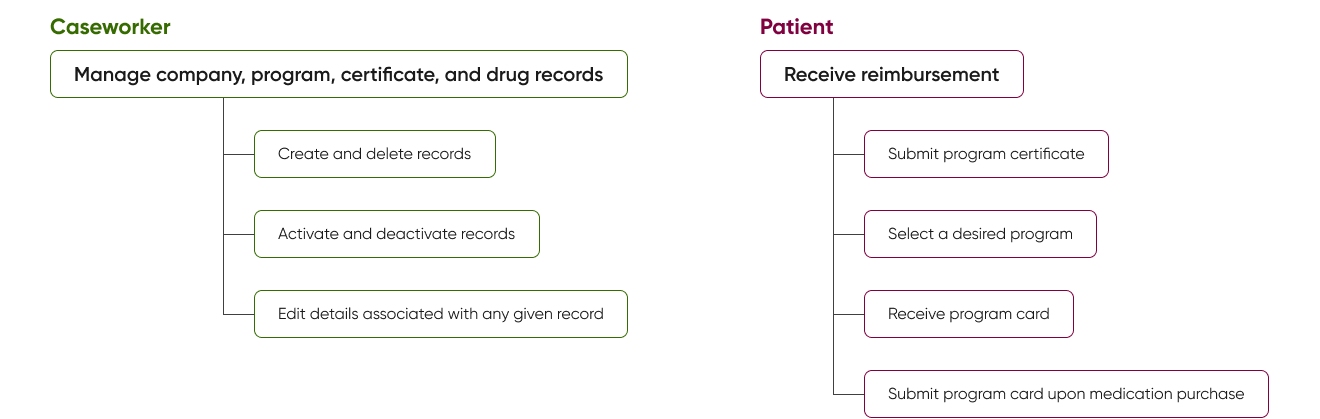 Caseworker
Manage company, program, certificate, and drug records
Create and delete records
Activate and deactivate records
Edit details associated with any given record
Patient
Receive reimbursement
Submit program certificate
Select a desired program
Receive program card
Submit program card upon medication purchase